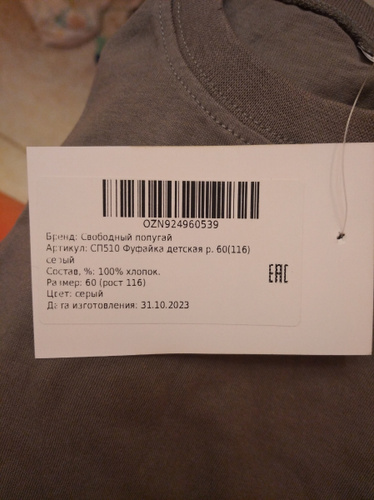 OZN924960539
Бренд: Свободный попугай
Артикул: СП510 Фуфайка детская р. 60(116)
серый
Состав, %: 100% хлопок.
Размер: 60 (рост 116)
Цвет: серый
Дата изготовления: 31.10.2023
EAC